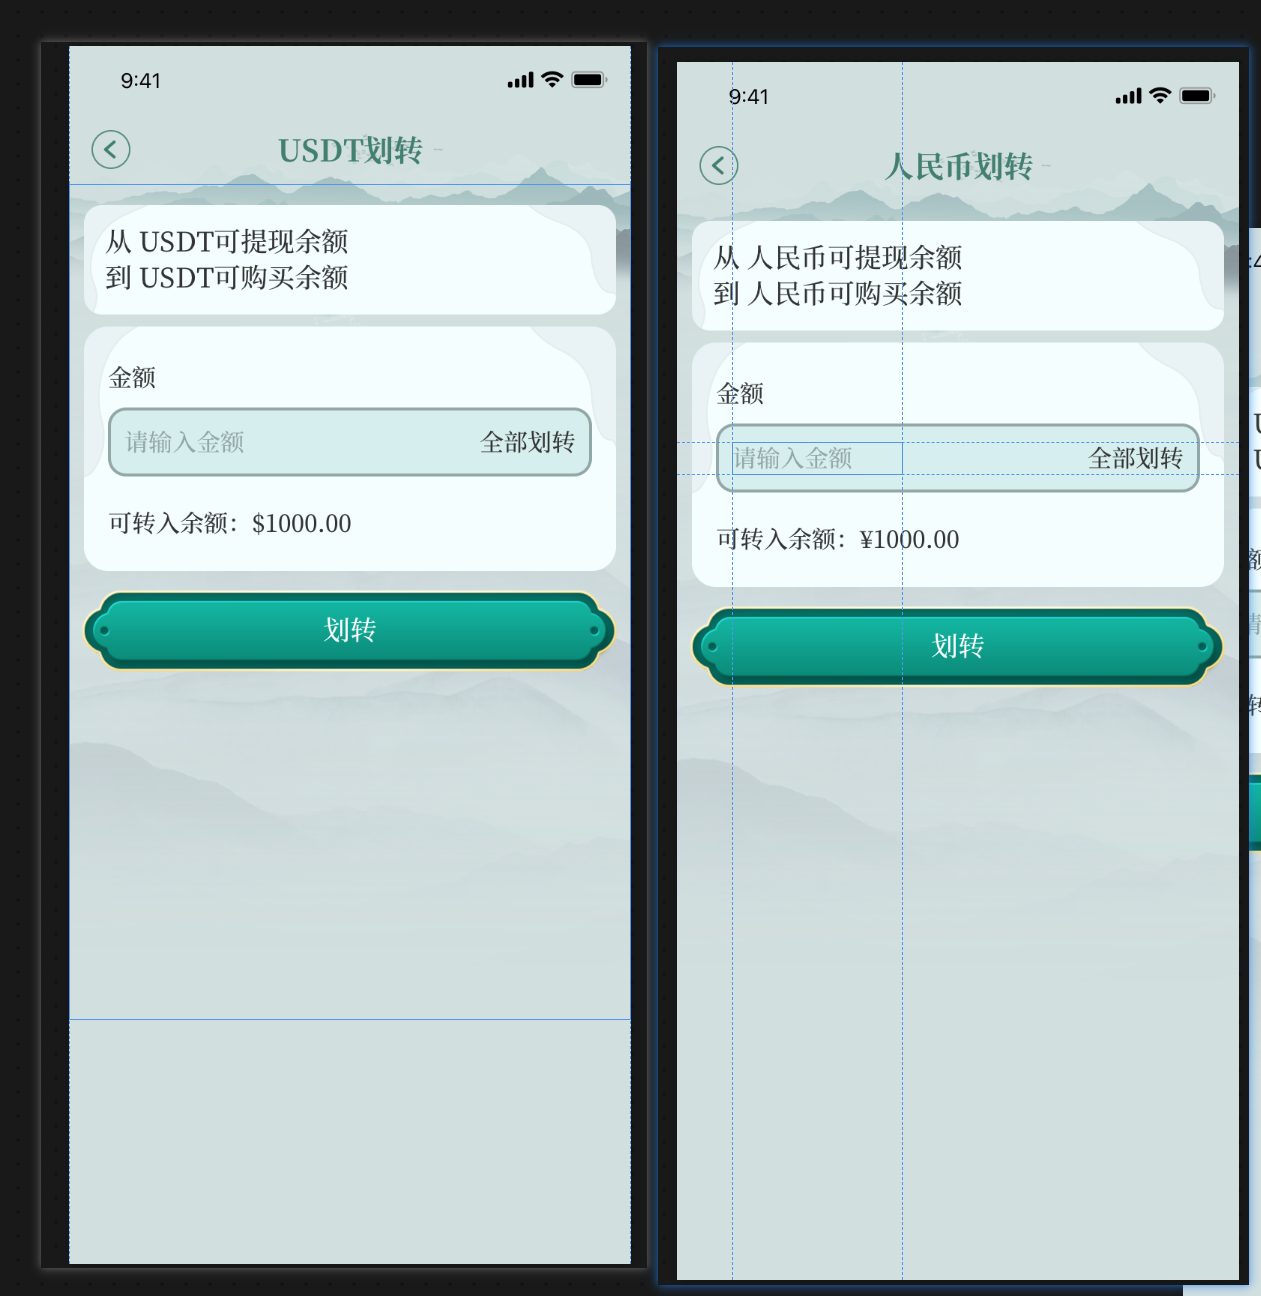 9:41
USDT划转
从 USDT可提现余额
到 USDT可购买余额
金额
请输入金额
全部划转
可转入余额：$1000.00
划转
9:41
人民币划转
从 人民币可提现余额
到 人民币可购买余额
金额
请输入金额
全部划转
可转入余额：¥1000.00
划转